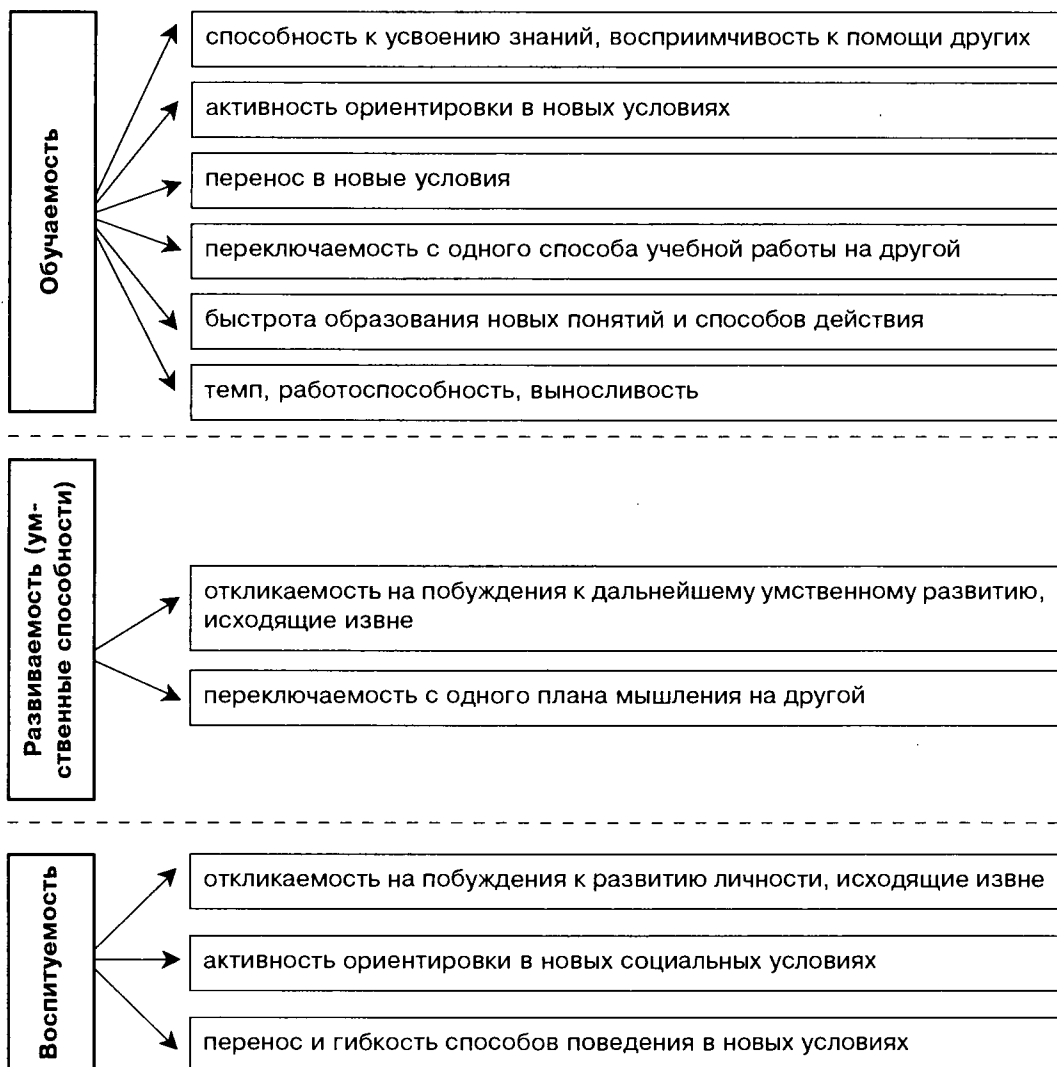 Обучаемость
способность к усвоению знаний, восприимчивость к помощи других
активность ориентировки в новых условиях
перенос в новые условия
переключаемость с одного способа учебной работы на другой
быстрота образования новых понятий и способов действия
темп, работоспособность, выносливость
Развиваемость (ум-
ственные способности)
откликаемость на побуждения к дальнейшему умственному развитию,
исходящие извне
переключаемость с одного плана мышления на другой
Воспитуемость
откликаемость на побуждения к развитию личности, исходящие извне
активность ориентировки в новых социальных условиях
перенос и гибкость способов поведения в новых условиях